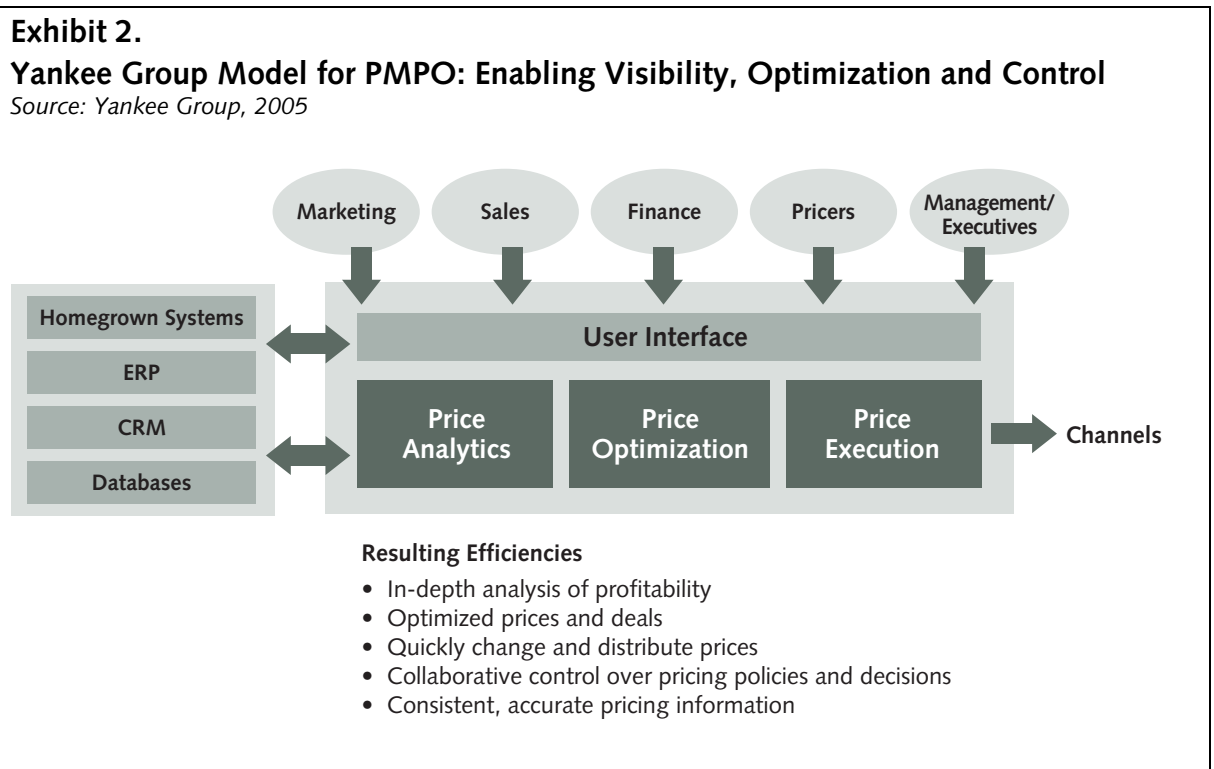 Exhibit 2.
Yankee Group Model for PMPO: Enabling Visibility, Optimization and Control
Source: Yankee Group, 2005
Marketing
Sales
Finance
Pricers
Management/
Executives
Homegrown Systems
ERP
CRM
Databases
User Interface
Price
Analytics
Price
Optimization
Price
Execution
Channels
Resulting Efficiencies
• In-depth analysis of profitability
• Optimized prices and deals
• Quickly change and distribute prices
• Collaborative control over pricing policies and decisions
• Consistent, accurate pricing information